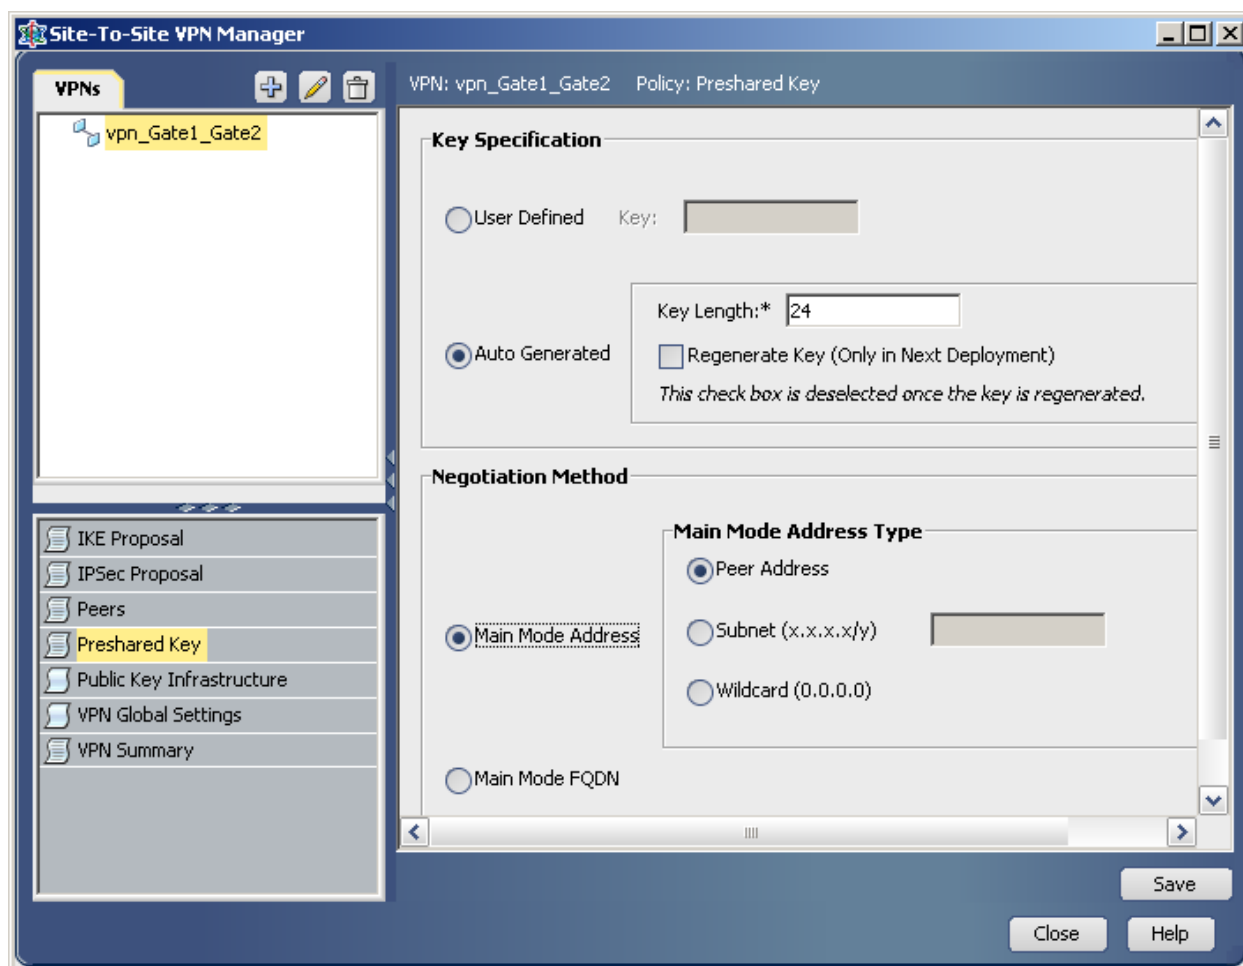 Site-To-Site VPN Manager
VPNs
VPN: vpn_Gate1_Gate2 Policy: Preshared Key
vpn_Gate1_Gate2
Key Specification
User Defined Key:
Key Length:* 24
Auto Generated
Regenerate Key (Only in Next Deployment)
This check box is deselected once the key is regenerated.
Negotiation Method
Main Mode Address Type
Peer Address
Main Mode Address
Subnet (x.x.x.x/y)
Wildcard (0.0.0.0)
Main Mode FQDN
IKE Proposal
IPSec Proposal
Peers
Preshared Key
Public Key Infrastructure
VPN Global Settings
VPN Summary
Save
Close
Help